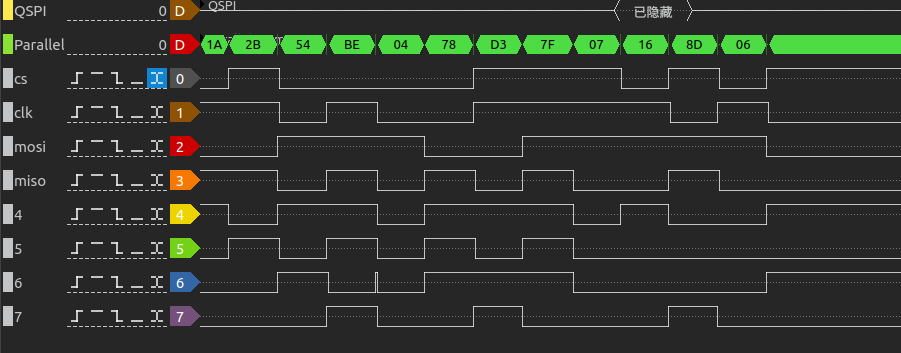 QSPI 0 D QSPI 已隐藏
Parallel 0 D 1A 2B 54 BE 04 78 D3 7F 07 16 8D 06
cs 0
clk 1
mosi 2
miso 3
4 4
5 5
6 6
7 7